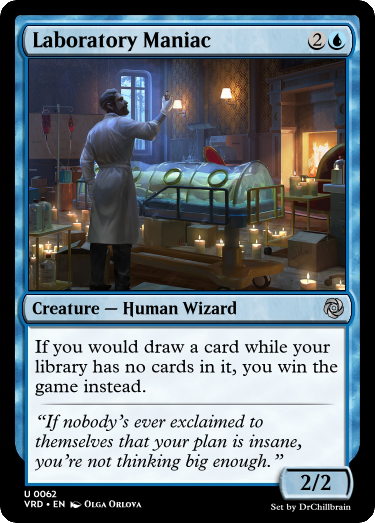 Laboratory Maniac 2
Creature — Human Wizard
If you would draw a card while your
library has no cards in it, you win the
game instead.
“If nobody’s ever exclaimed to
themselves that your plan is insane,
you’re not thinking big enough.”
2/2
U 0062
VRD • EN Olga Orlova
Set by DrChillbrain